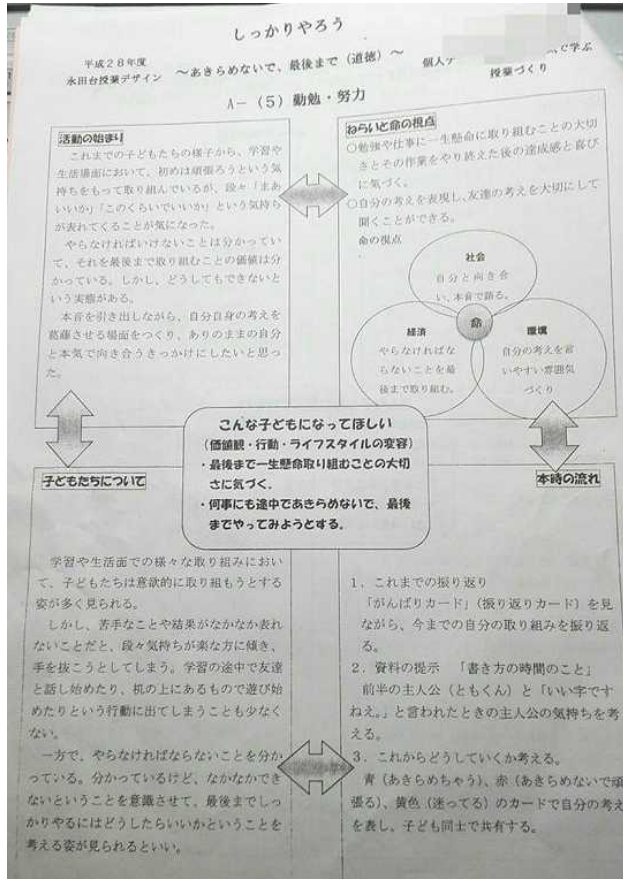 しっかりやろう
平成28年度
永田台授業デザイン
～あきらめないで、最後まで（道徳）～
個人テ
で学ぶ
授業づくり
A－（5）勤勉・努力
活動の始まり
これまでの子どもたちの様子から、学習や
生活場面において、初めは頑張ろうという気
持ちをもって取り組んでいるが、段々「まあ
いいか」「このくらいでいいか」という気持ち
が表れてくることが気になった。
やらなければいけないことは分かってい
て、それを最後まで取り組むことの価値は分
かっている。しかし、どうしてもできないと
いう実態がある。
本音を引き出しながら、自分自身の考えを
葛藤させる場面をつくり、ありのままの自分
と本気で向き合うきっかけにしたいと思っ
た。
ねらいと命の視点
○勉強や仕事に一生懸命に取り組むことの大切
さとその作業をやり終えた後の達成感と喜び
に気づく。
○自分の考えを表現し、友達の考えを大切にして
聞くことができる。
命の視点
社会
自分と向き合
い、本音で語る。
命
経済
やらなければな
らないことを最
後まで取り組む。
環境
自分の考えを言
いやすい雰囲気
づくり
こんな子どもになってほしい
（価値観・行動・ライフスタイルの変容）
・最後まで一生懸命取り組むことの大切
さに気づく。
・何事にも途中であきらめないで、最後
までやってみようとする。
子どもたちについて
学習や生活面での様々な取り組みにおい
て、子どもたちは意欲的に取り組もうとする
姿が多く見られる。
しかし、苦手なことや結果がなかなか表れ
ないことだと、段々気持ちが楽な方に傾き、
手を抜こうとしてしまう。学習の途中で友達
と話し始めたり、机の上にあるもので遊び始
めたりという行動に出てしまうことも少なく
ない。
一方で、やらなければならないことを分か
っている。分かっているけど、なかなかでき
ないということを意識させて、最後までしっ
かりやるにはどうしたらいいかということを
考える姿が見られるといい。
本時の流れ
1．これまでの振り返り
「がんばりカード」（振り返りカード）を見
ながら、今までの自分の取り組みを振り返
る。
2．資料の提示　「書き方の時間のこと」
前半の主人公（ともくん）と「いい字です
ねえ。」と言われたときの主人公の気持ちを考
える。
3．これからどうしていくか考える。
青（あきらめちゃう）、赤（あきらめないで頑
張る）、黄色（迷ってる）のカードで自分の考え
を表し、子ども同士で共有する。